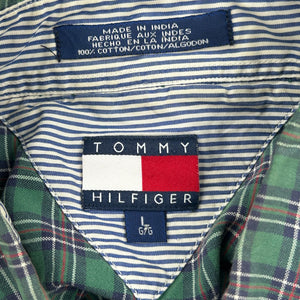 MADE IN INDIA
FABRIQUE AUX INDES
HECHO EN LA INDIA
100% COTTON/COTON/ALGODON
TOMMY
HILFIGER
L
G/G